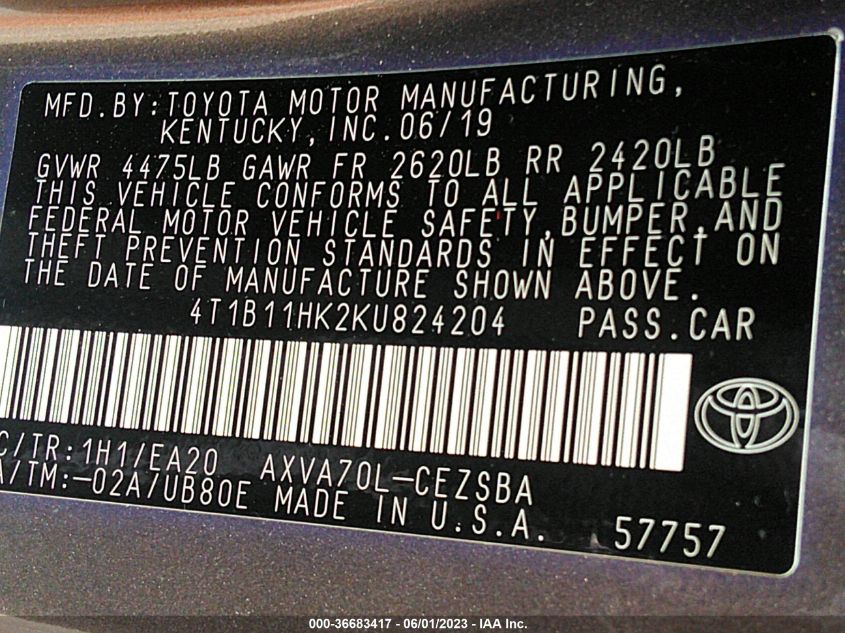 MFD.BY:TOYOTA MOTOR MANUFACTURING,
KENTUCKY, INC. 06/19
GVWR 4475LB GAWR FR 2620LB RR 2420LB
THIS VEHICLE CONFORMS TO ALL APPLICABLE
FEDERAL MOTOR VEHICLE SAFETY, BUMPER, AND
THEFT PREVENTION STANDARDS IN EFFECT ON
THE DATE OF MANUFACTURE SHOWN ABOVE.
4T1B11HK2KU824204 PASS.CAR
C/TR:1H1/EA20 AXVA70L-CEZSBA
A/TM:-02A/UB80E MADE IN U.S.A. 57757
000-36683417 - 06/01/2023 - IAA Inc.